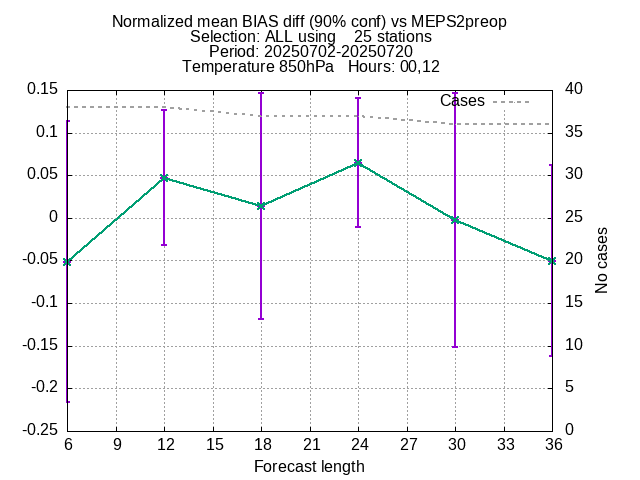 Normalized mean BIAS diff (90% conf) vs MEPS2preop
Selection: ALL using    25 stations
Period: 20250702-20250720
Temperature 850hPa   Hours: 00,12
0.15
0.1
0.05
0
-0.05
-0.1
-0.15
-0.2
-0.25
Cases
40
35
30
25
20
15
10
5
0
No cases
6 9 12 15 18 21 24 27 30 33 36
Forecast length